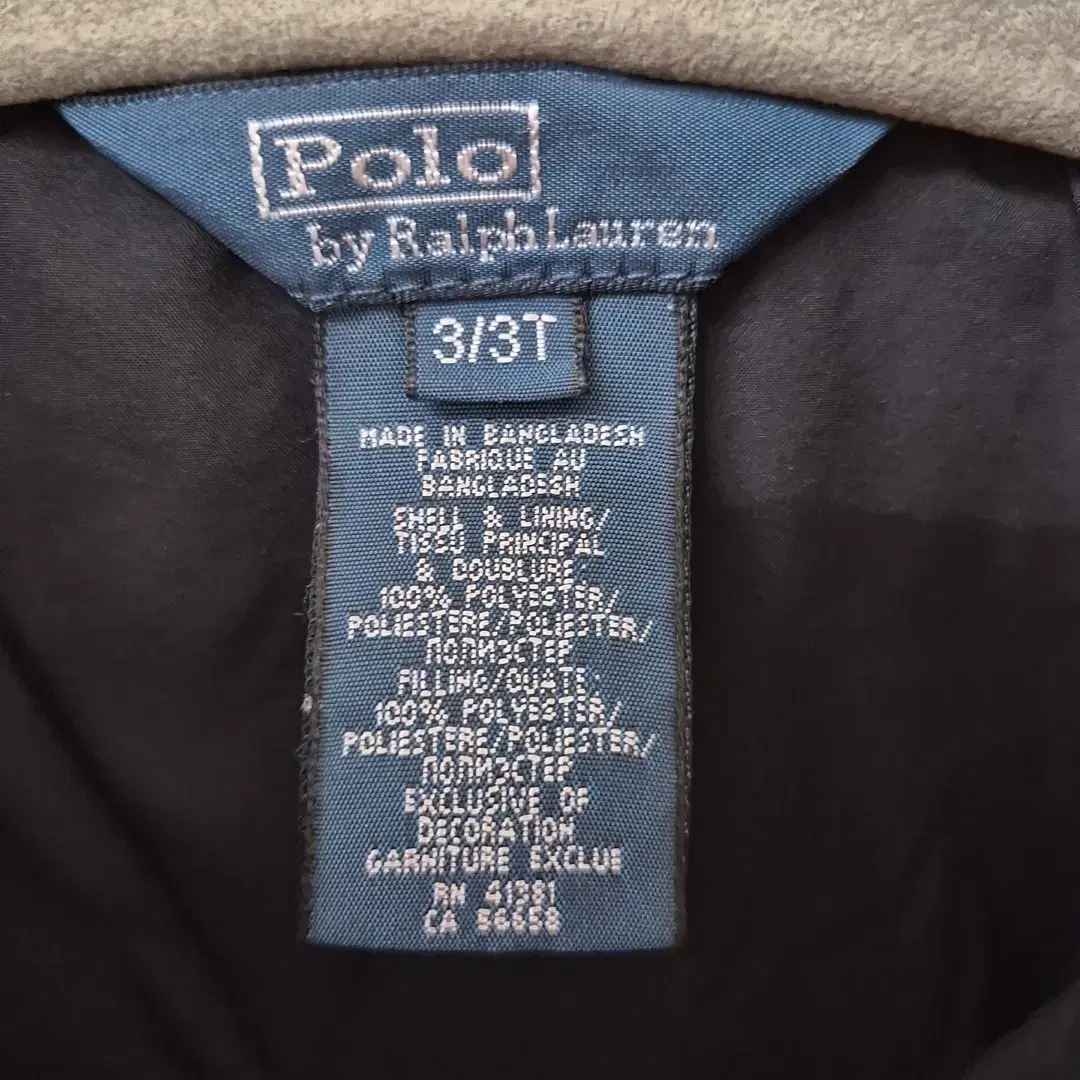 Polo
by Ralph Lauren
3/3T
MADE IN BANGLADESH
FABRIQUE AU
BANGLADESH
SHELL & LINING/
TISSU PRINCIPAL
& DOUBLURE:
100% POLYESTER/
POLIESTERE/POLIESTER/
ПОЛИЭСТЕР
FILLING/OUATE:
100% POLYESTER/
POLIESTERE/POLIESTER/
ПОЛИЭСТЕР
EXCLUSIVE OF
DECORATION
GARNITURE EXCLUE
RN 41381
CA 56658